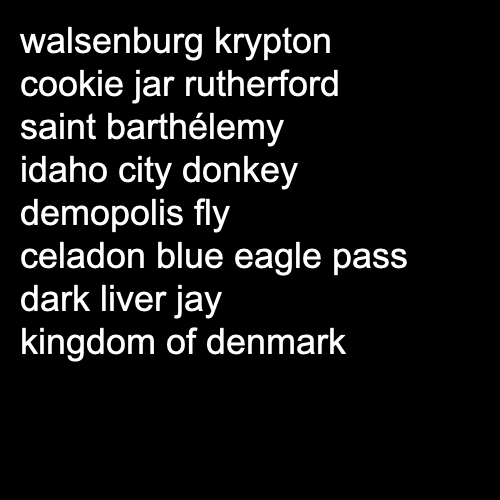 walsenburg krypton
cookie jar rutherford
saint barthélemy
idaho city donkey
demopolis fly
celadon blue eagle pass
dark liver jay
kingdom of denmark